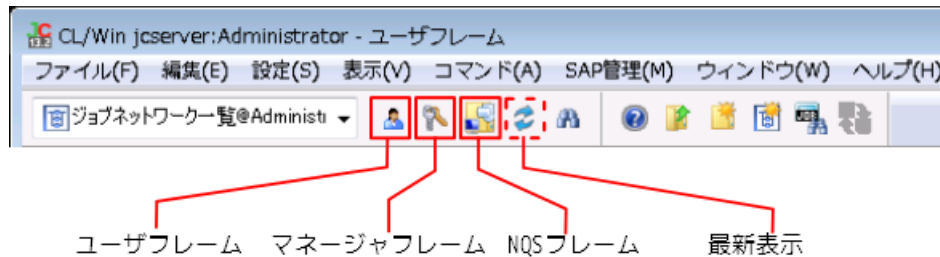 CL/Win jcserver:Administrator - ユーザフレーム
ファイル(F) 編集(E) 設定(S) 表示(V) コマンド(A) SAP管理(M) ウィンドウ(W) ヘルプ(H)
ジョブネットワーク一覧@Administ
ユーザフレーム マネージャフレーム NQSフレーム 最新表示